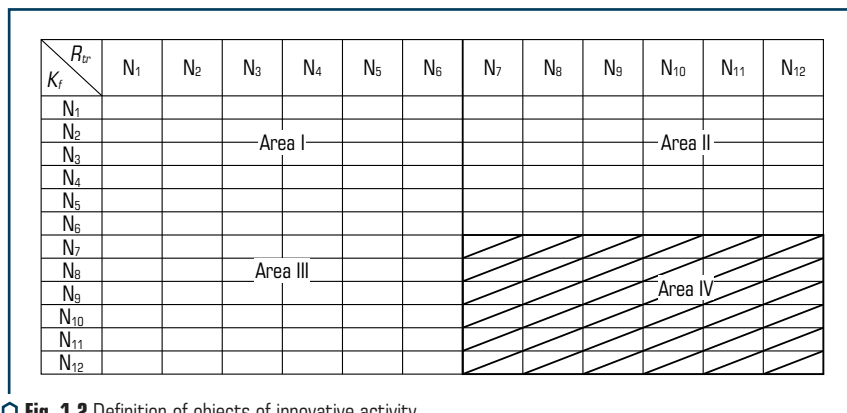 R_tr N₁ N₂ N₃ N₄ N₅ N₆ N₇ N₈ N₉ N₁₀ N₁₁ N₁₂
K_f
N₁
N₂
Area I Area II
N₃
N₄
N₅
N₆
N₇
N₈
Area III
N₉
Area IV
N₁₀
N₁₁
N₁₂
Fig. 1.2 Definition of objects of innovative activity